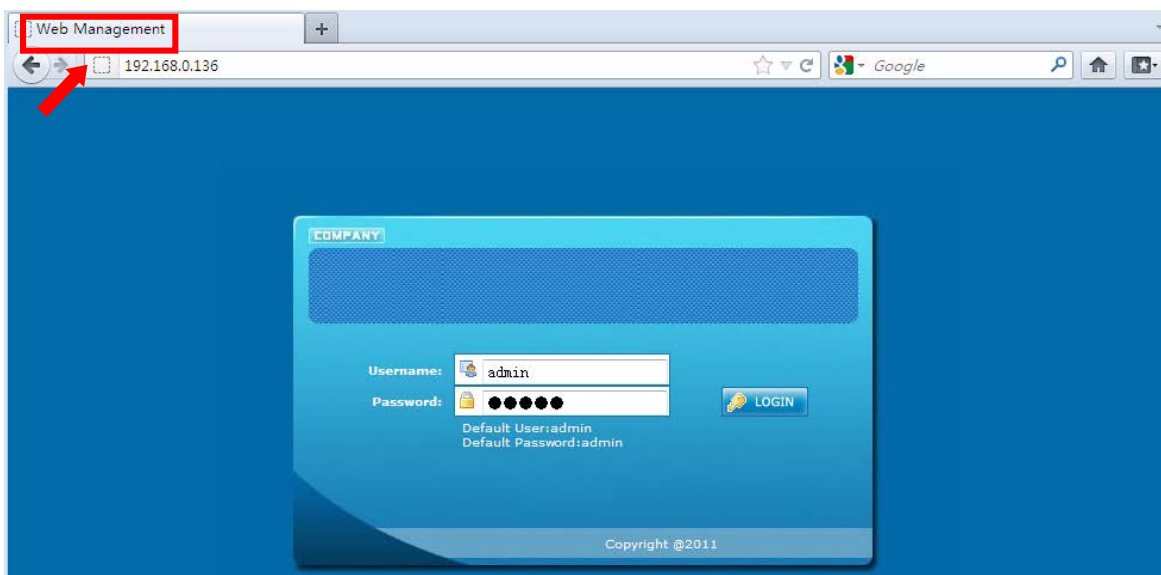 Web Management
+
192.168.0.136
Google
COMPANY
Username:
admin
Password:
●●●●●
LOGIN
Default User:admin
Default Password:admin
Copyright @2011